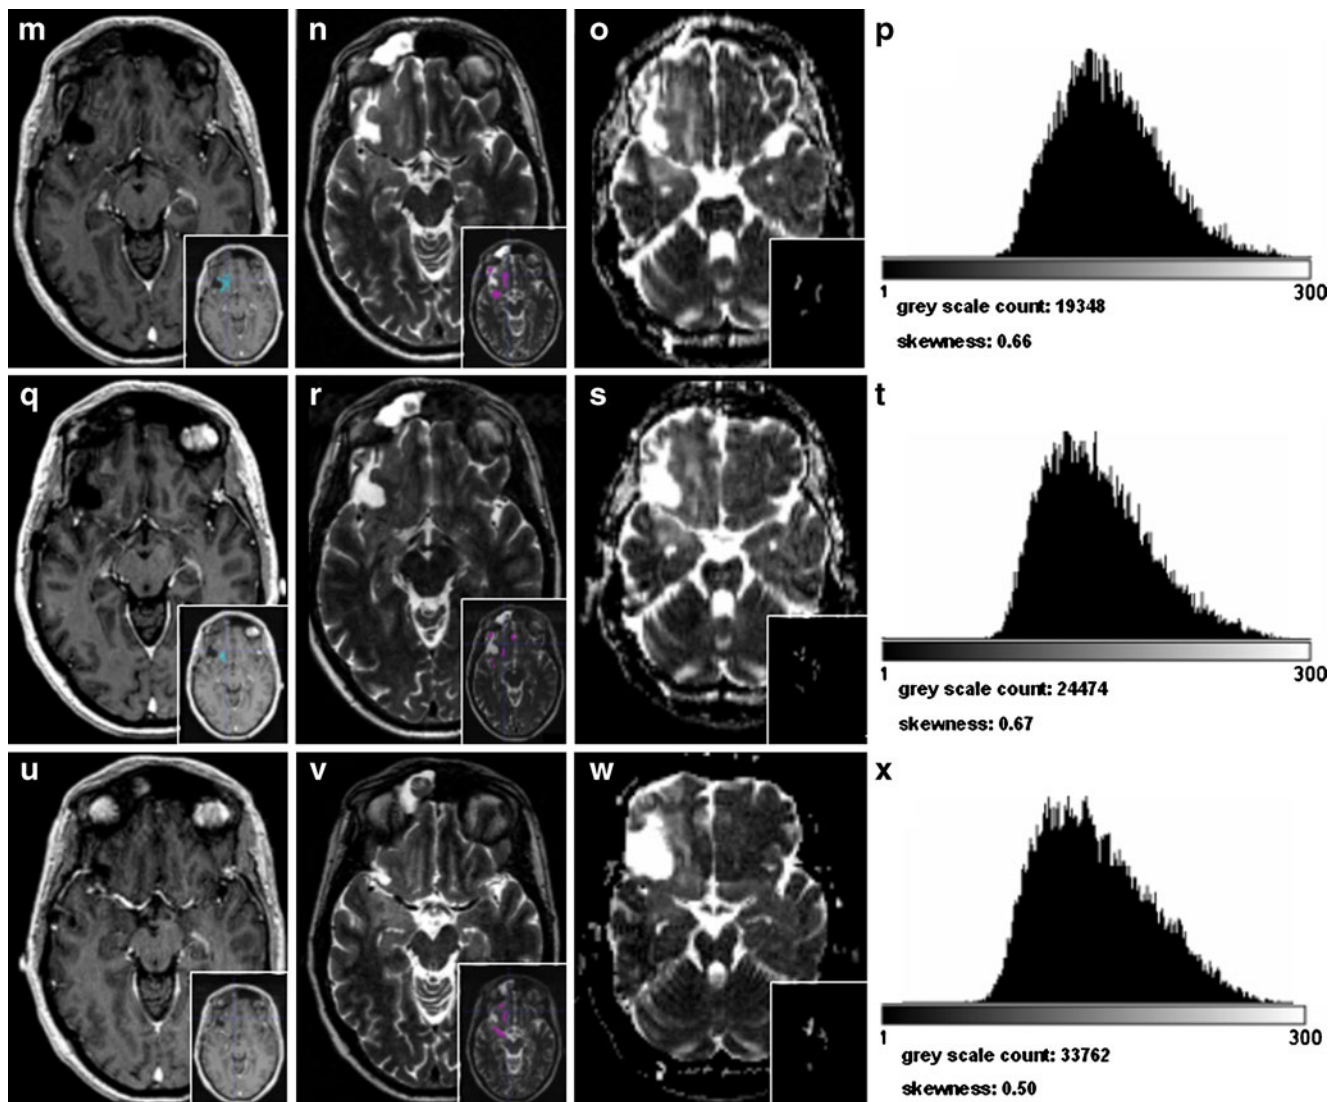 m
n
o
p
1
300
grey scale count: 19348
skewness: 0.66
q
r
s
t
1
300
grey scale count: 24474
skewness: 0.67
u
v
w
x
1
300
grey scale count: 33762
skewness: 0.50